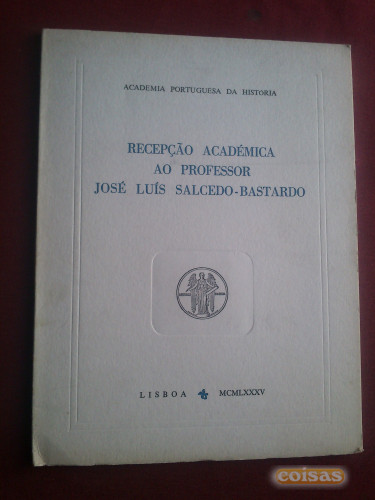 ACADEMIA PORTUGUESA DA HISTORIA
RECEPÇÃO ACADÉMICA
AO PROFESSOR
JOSÉ LUÍS SALCEDO-BASTARDO
LISBOA MCMLXXXV
coisas